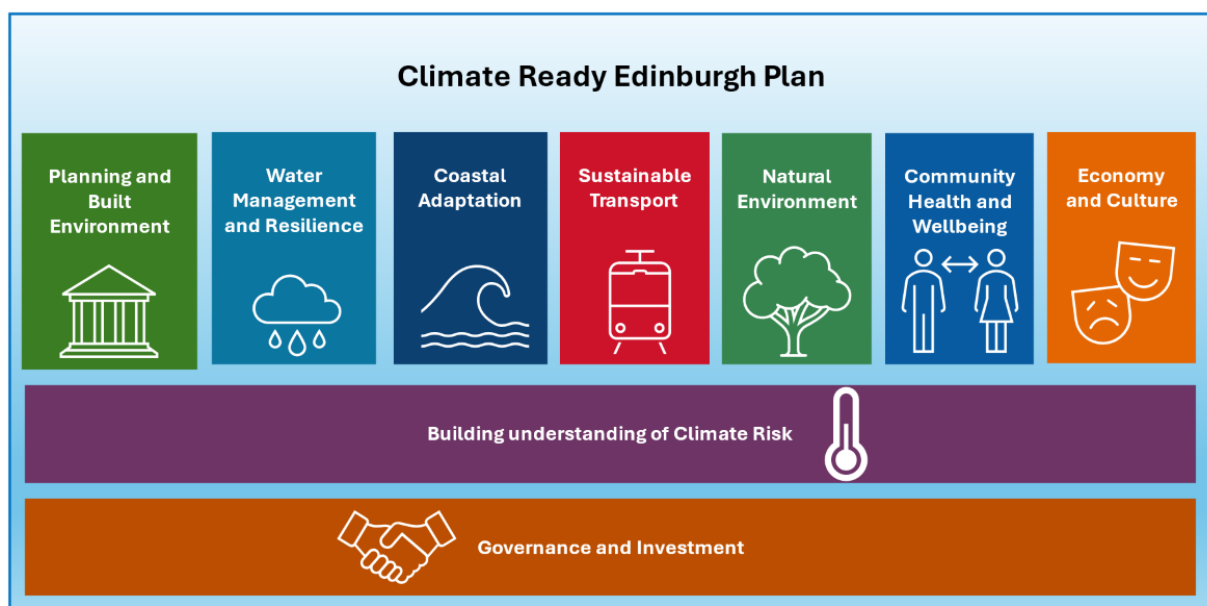 Climate Ready Edinburgh Plan
Planning and
Built
Environment
Water
Management
and Resilience
Coastal
Adaptation
Sustainable
Transport
Natural
Environment
Community
Health and
Wellbeing
Economy
and Culture
Building understanding of Climate Risk
Governance and Investment